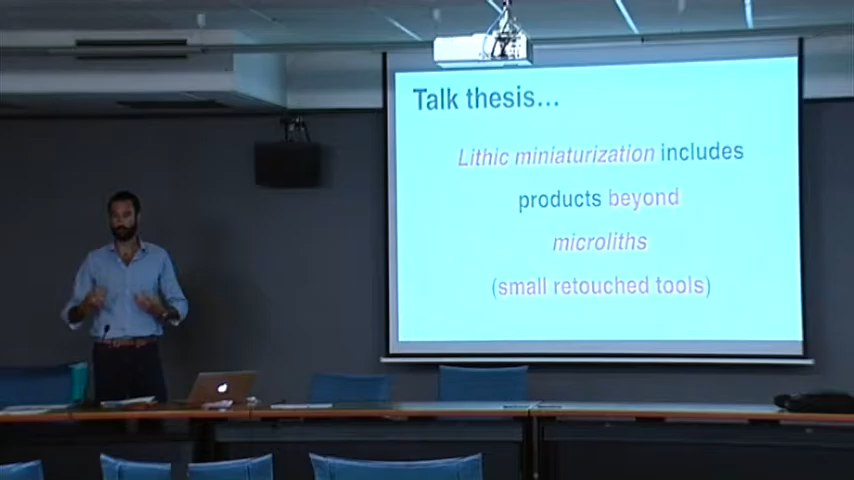 Talk thesis...
Lithic miniaturization includes
products beyond
microliths
(small retouched tools)